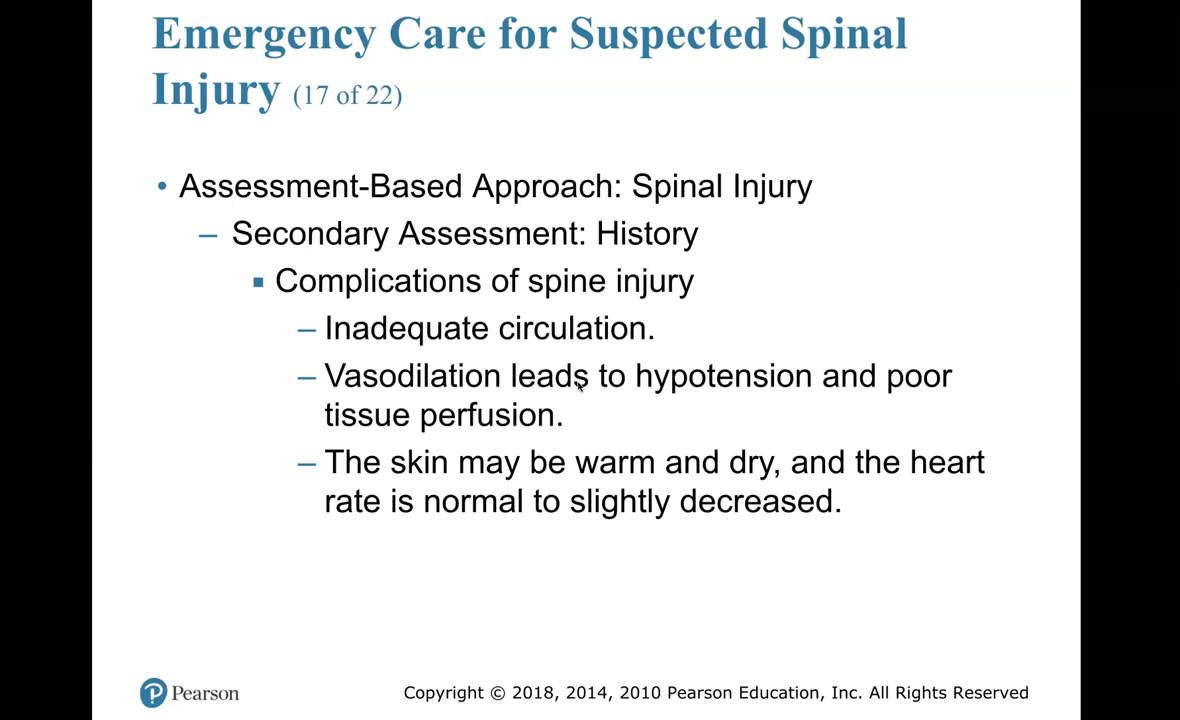 Emergency Care for Suspected Spinal
Injury (17 of 22)
• Assessment-Based Approach: Spinal Injury
– Secondary Assessment: History
▪ Complications of spine injury
– Inadequate circulation.
– Vasodilation leads to hypotension and poor
tissue perfusion.
– The skin may be warm and dry, and the heart
rate is normal to slightly decreased.
P Pearson
Copyright © 2018, 2014, 2010 Pearson Education, Inc. All Rights Reserved